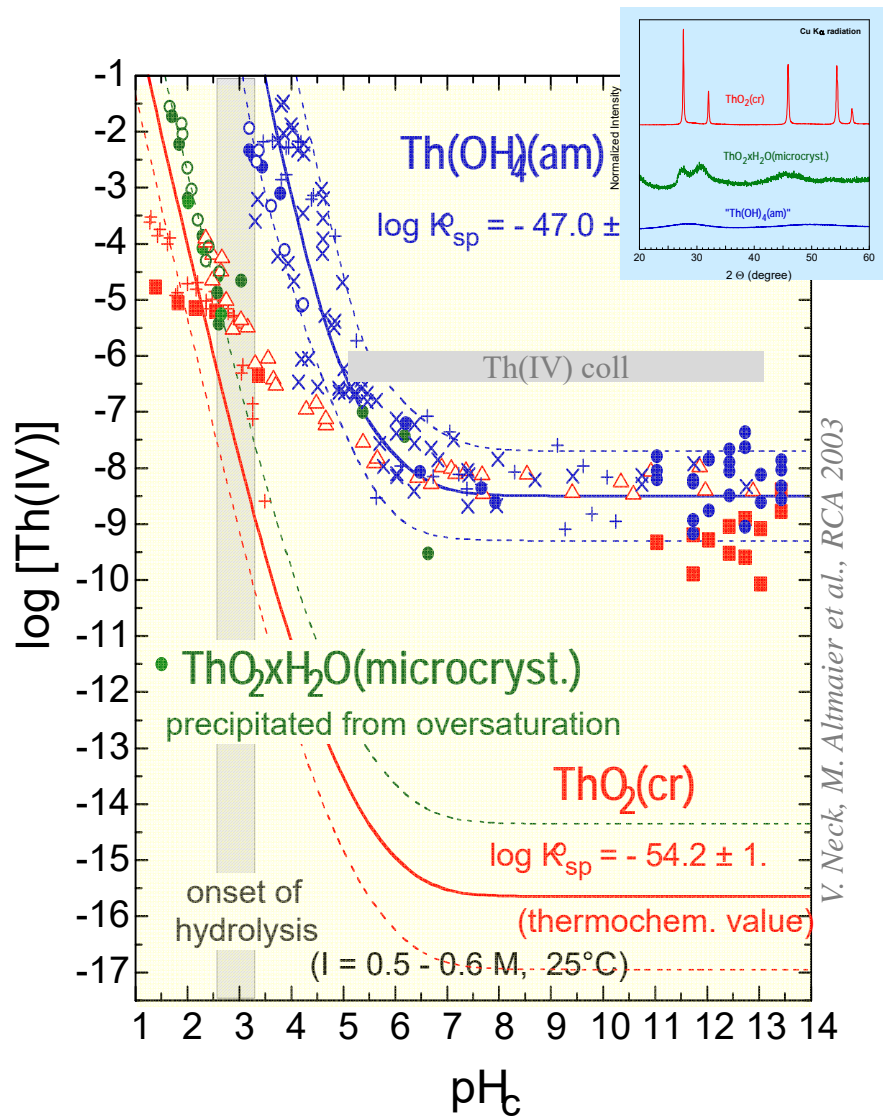 Cu Kα radiation
Normalized Intensity
ThO2(cr)
ThO2xH2O(microcryst.)
"Th(OH)4(am)"
20 30 40 50 60
2 Θ (degree)
Th(OH)4(am)
log K°sp = - 47.0 ±
Th(IV) coll
ThO2xH2O(microcryst.)
precipitated from oversaturation
ThO2(cr)
log K°sp = - 54.2 ± 1.
(thermochem. value)
onset of
hydrolysis
(I = 0.5 - 0.6 M, 25°C)
log [Th(IV)]
-1
-2
-3
-4
-5
-6
-7
-8
-9
-10
-11
-12
-13
-14
-15
-16
-17
1 2 3 4 5 6 7 8 9 10 11 12 13 14
pHc
V. Neck, M. Altmaier et al., RCA 2003